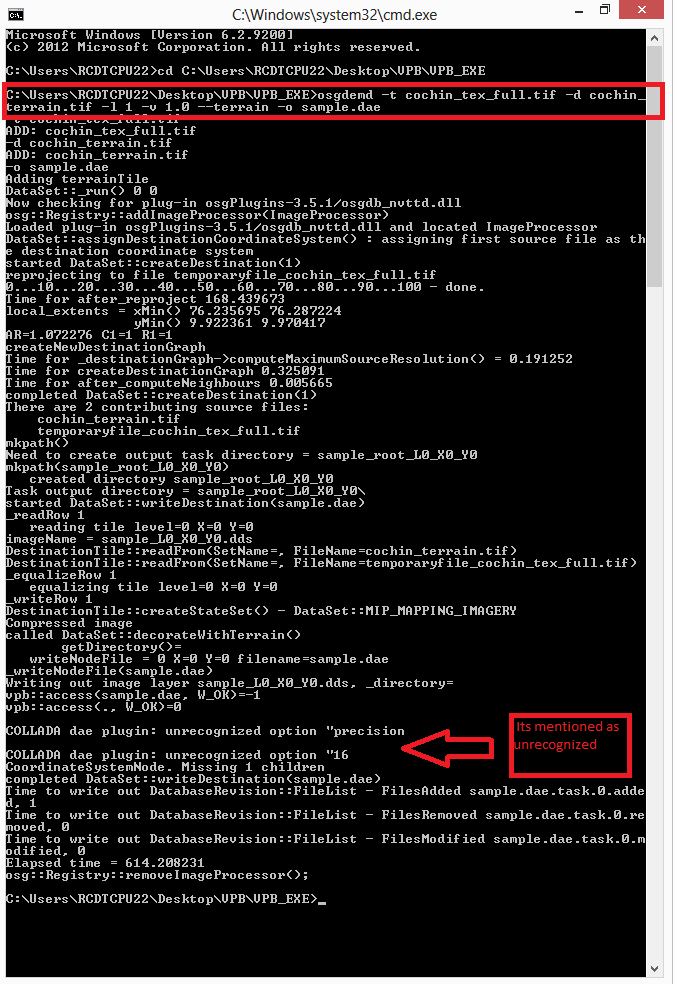 C:\Windows\system32\cmd.exe
Microsoft Windows [Version 6.2.9200]
(c) 2012 Microsoft Corporation. All rights reserved.
C:\Users\RCDTCPU22>cd C:\Users\RCDTCPU22\Desktop\VPB\VPB_EXE
C:\Users\RCDTCPU22\Desktop\VPB\VPB_EXE>osgdemd -t cochin_tex_full.tif -d cochin_
terrain.tif -l 1 -v 1.0 --terrain -o sample.dae
-t cochin_tex_full.tif
ADD: cochin_tex_full.tif
-d cochin_terrain.tif
ADD: cochin_terrain.tif
-o sample.dae
Adding terrainTile
DataSet::_run() 0 0
Now checking for plug-in osgPlugins-3.5.1/osgdb_nvttd.dll
osg::Registry::addImageProcessor(ImageProcessor)
Loaded plug-in osgPlugins-3.5.1/osgdb_nvttd.dll and located ImageProcessor
DataSet::assignDestinationCoordinateSystem() : assigning first source file as th
e destination coordinate system
started DataSet::createDestination(1)
reprojecting to file temporaryfile_cochin_tex_full.tif
0...10...20...30...40...50...60...70...80...90...100 - done.
Time for after_reproject 168.439673
local_extents = xMin() 76.235695 76.287224
yMin() 9.922361 9.970417
AR=1.072276 C1=1 R1=1
createNewDestinationGraph
Time for _destinationGraph->computeMaximumSourceResolution() = 0.191252
Time for createDestinationGraph 0.325091
Time for after_computeNeighbours 0.005665
completed DataSet::createDestination(1)
There are 2 contributing source files:
cochin_terrain.tif
temporaryfile_cochin_tex_full.tif
mkpath()
Need to create output task directory = sample_root_L0_X0_Y0
mkpath(sample_root_L0_X0_Y0)
created directory sample_root_L0_X0_Y0
Task output directory = sample_root_L0_X0_Y0\
started DataSet::writeDestination(sample.dae)
_readRow 1
reading tile level=0 X=0 Y=0
imageName = sample_L0_X0_Y0.dds
DestinationTile::readFrom(SetName=, FileName=cochin_terrain.tif)
DestinationTile::readFrom(SetName=, FileName=temporaryfile_cochin_tex_full.tif)
_equalizeRow 1
equalizing tile level=0 X=0 Y=0
_writeRow 1
DestinationTile::createStateSet() - DataSet::MIP_MAPPING_IMAGERY
Compressed image
called DataSet::decorateWithTerrain()
getDirectory()=
writeNodeFile = 0 X=0 Y=0 filename=sample.dae
_writeNodeFile(sample.dae)
Writing out image layer sample_L0_X0_Y0.dds, _directory=
vpb::access(sample.dae, W_OK)=-1
vpb::access(., W_OK)=0
COLLADA dae plugin: unrecognized option "precision
Its mentioned as
unrecognized
COLLADA dae plugin: unrecognized option "16
CoordinateSystemNode. Missing 1 children
completed DataSet::writeDestination(sample.dae)
Time to write out DatabaseRevision::FileList - FilesAdded sample.dae.task.0.adde
d, 1
Time to write out DatabaseRevision::FileList - FilesRemoved sample.dae.task.0.re
moved, 0
Time to write out DatabaseRevision::FileList - FilesModified sample.dae.task.0.m
odified, 0
Elapsed time = 614.208231
osg::Registry::removeImageProcessor();
C:\Users\RCDTCPU22\Desktop\VPB\VPB_EXE>_